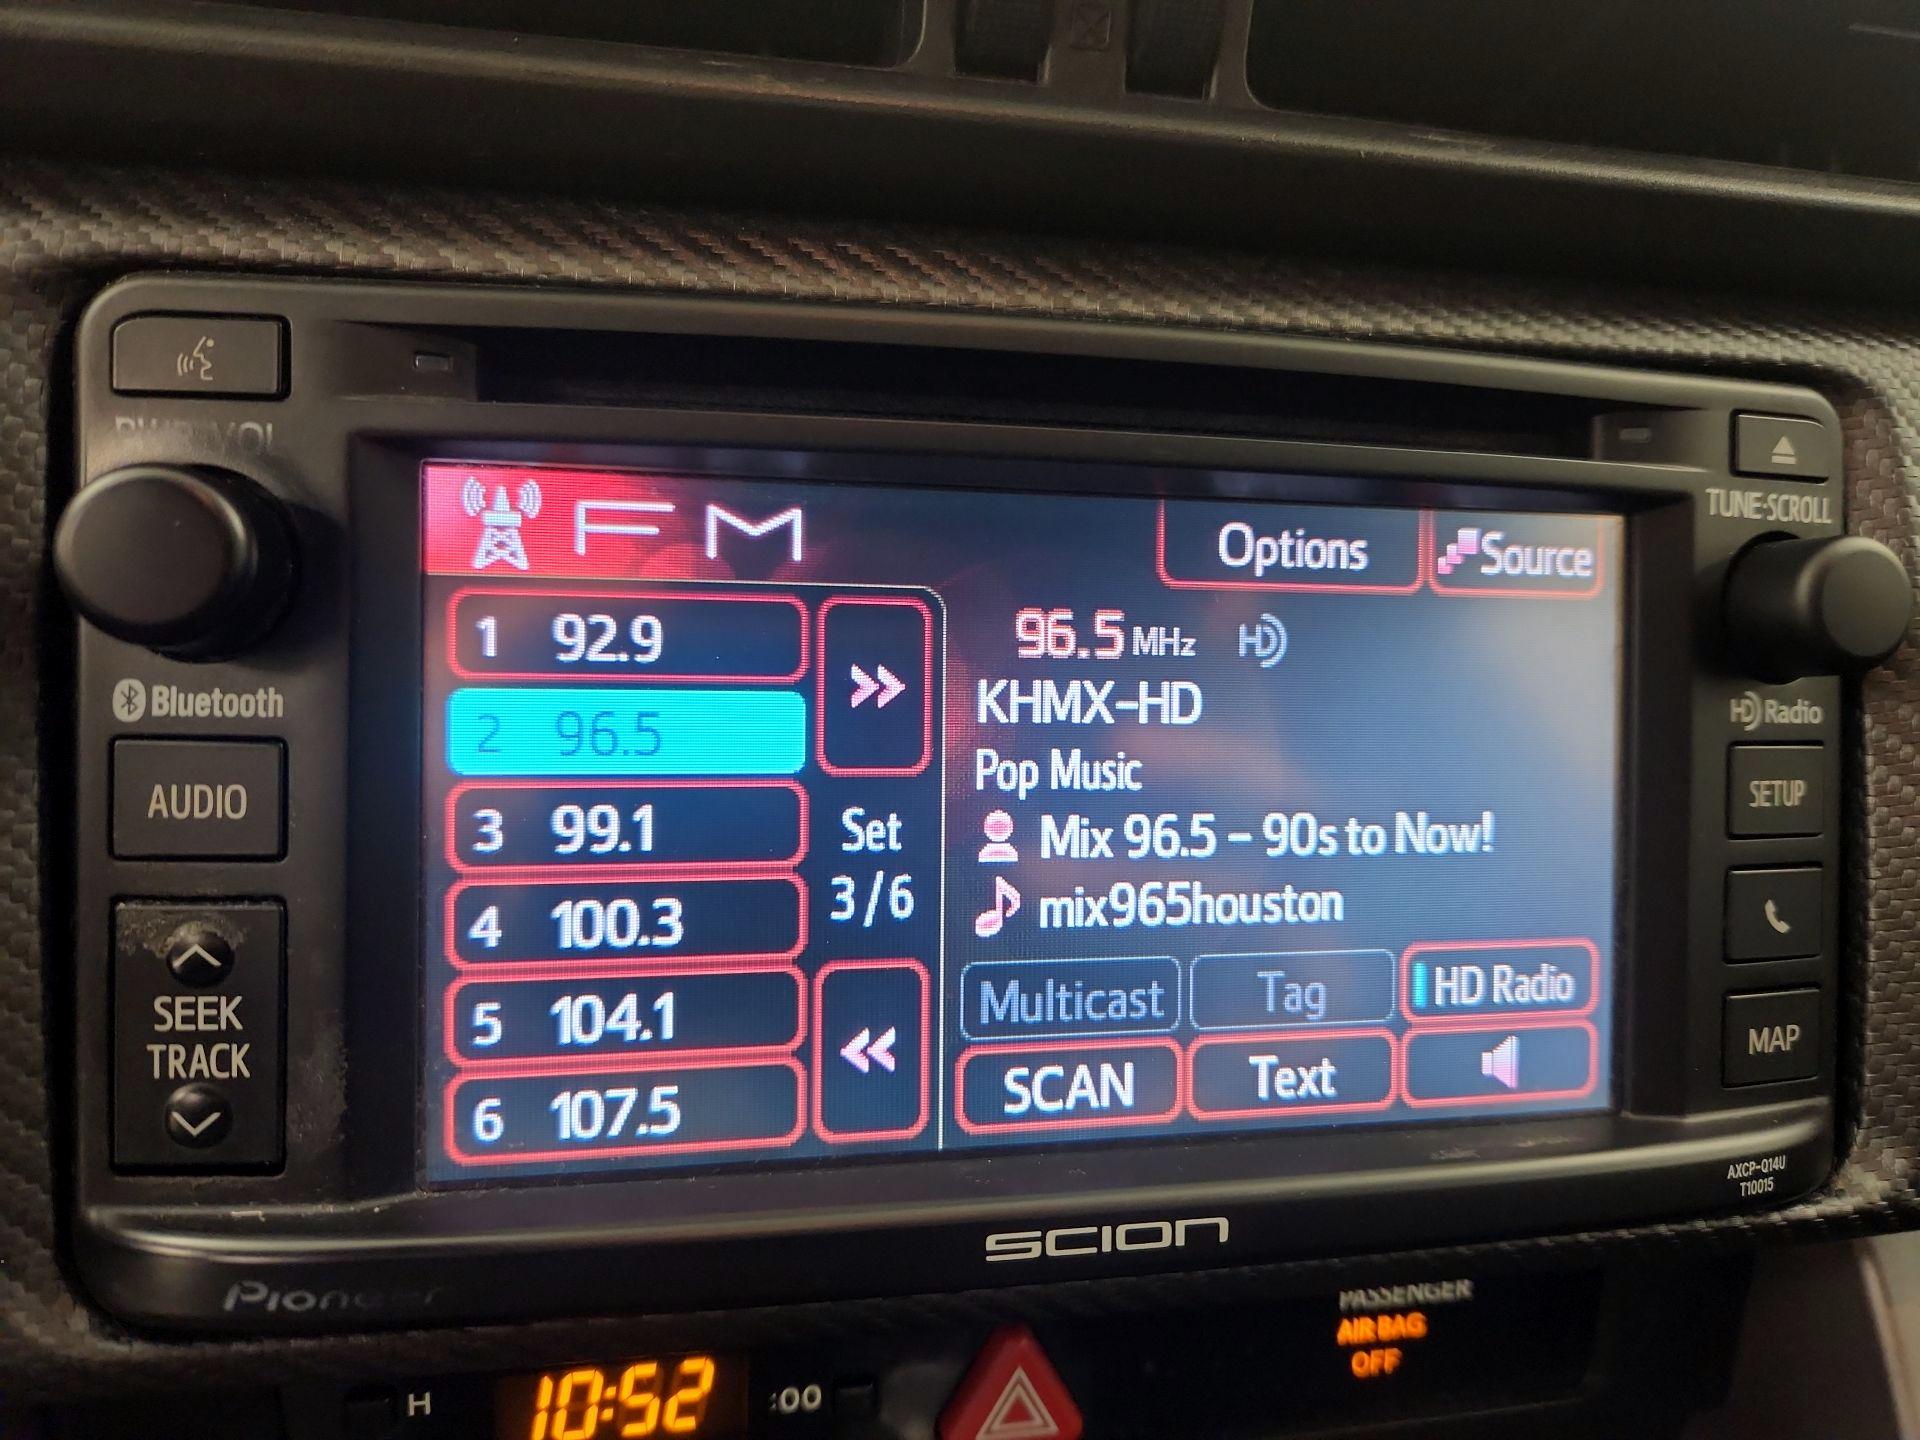 PWR·VOL
Bluetooth
AUDIO
SEEK
TRACK
FM
Options
Source
1 92.9
2 96.5
3 99.1
4 100.3
5 104.1
6 107.5
Set
3/6
96.5 MHz HD
KHMX-HD
Pop Music
Mix 96.5 - 90s to Now!
mix965houston
Multicast
Tag
HD Radio
SCAN
Text
TUNE·SCROLL
HD Radio
SETUP
MAP
AXCP-Q14U
T10015
SCION
Pioneer
PASSENGER
AIR BAG
OFF
H
10:52
:00